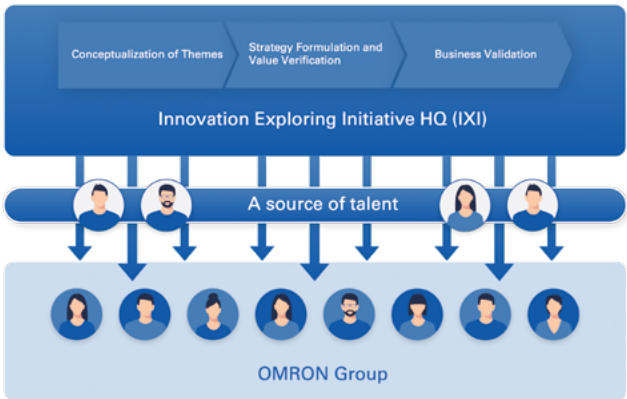 Conceptualization of Themes
Strategy Formulation and
Value Verification
Business Validation
Innovation Exploring Initiative HQ (IXI)
A source of talent
OMRON Group